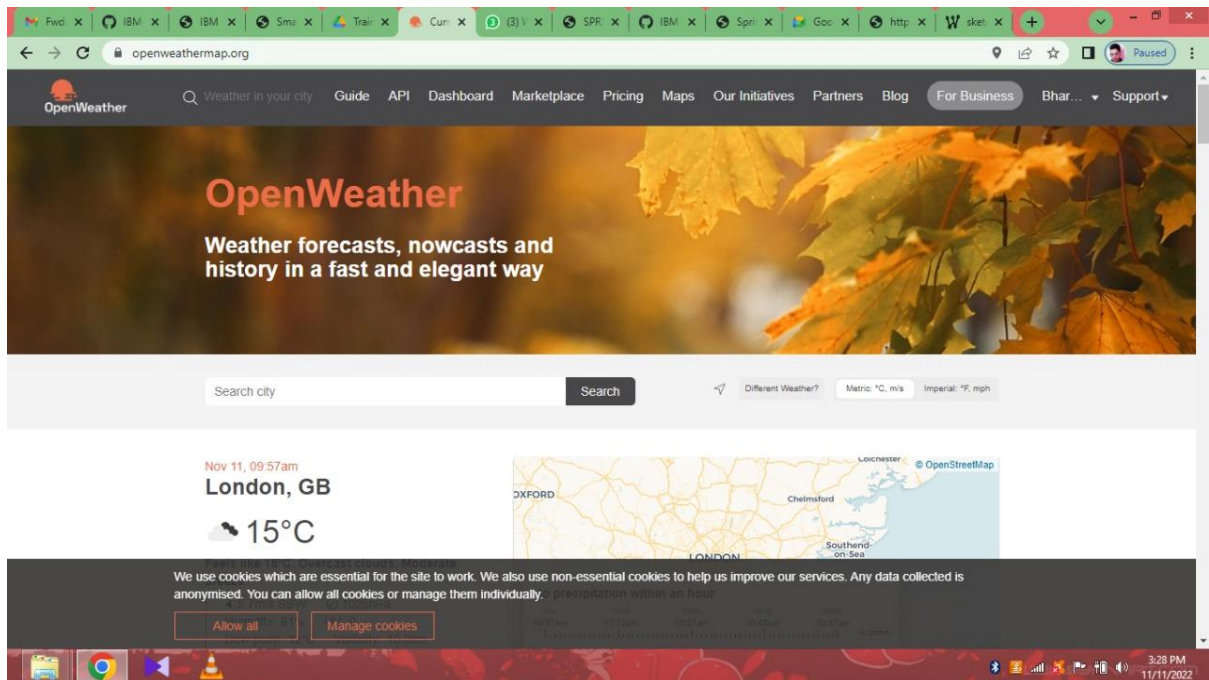 Fwd IBM IBM Sma Train Curr (3) V SPR IBM Spri Goo http sket
openweathermap.org Paused
OpenWeather Weather in your city Guide API Dashboard Marketplace Pricing Maps Our Initiatives Partners Blog For Business Bhar... Support
OpenWeather
Weather forecasts, nowcasts and
history in a fast and elegant way
Search city Search Different Weather? Metric: °C, m/s Imperial: °F, mph
Nov 11, 09:57am
London, GB
15°C
Colchester © OpenStreetMap
OXFORD
Chelmsford
Southend-
on-Sea
LONDON
Feels like 15°C. Overcast clouds. Moderate
We use cookies which are essential for the site to work. We also use non-essential cookies to help us improve our services. Any data collected is
anonymised. You can allow all cookies or manage them individually.
precipitation within an hour
Allow all Manage cookies
3:28 PM
11/11/2022